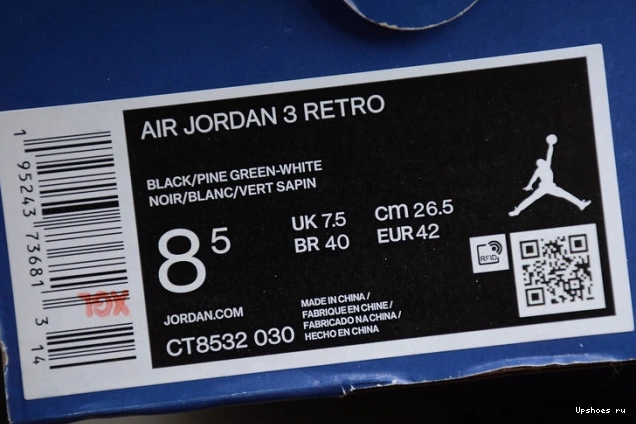 AIR JORDAN 3 RETRO
BLACK/PINE GREEN-WHITE
NOIR/BLANC/VERT SAPIN
8 5
UK 7.5
BR 40
cm 26.5
EUR 42
RFID
JORDAN.COM
CT8532 030
MADE IN CHINA /
FABRIQUE EN CHINE /
FABRICADO NA CHINA /
HECHO EN CHINA
1 95243 73681 3 14
Upshoes ru